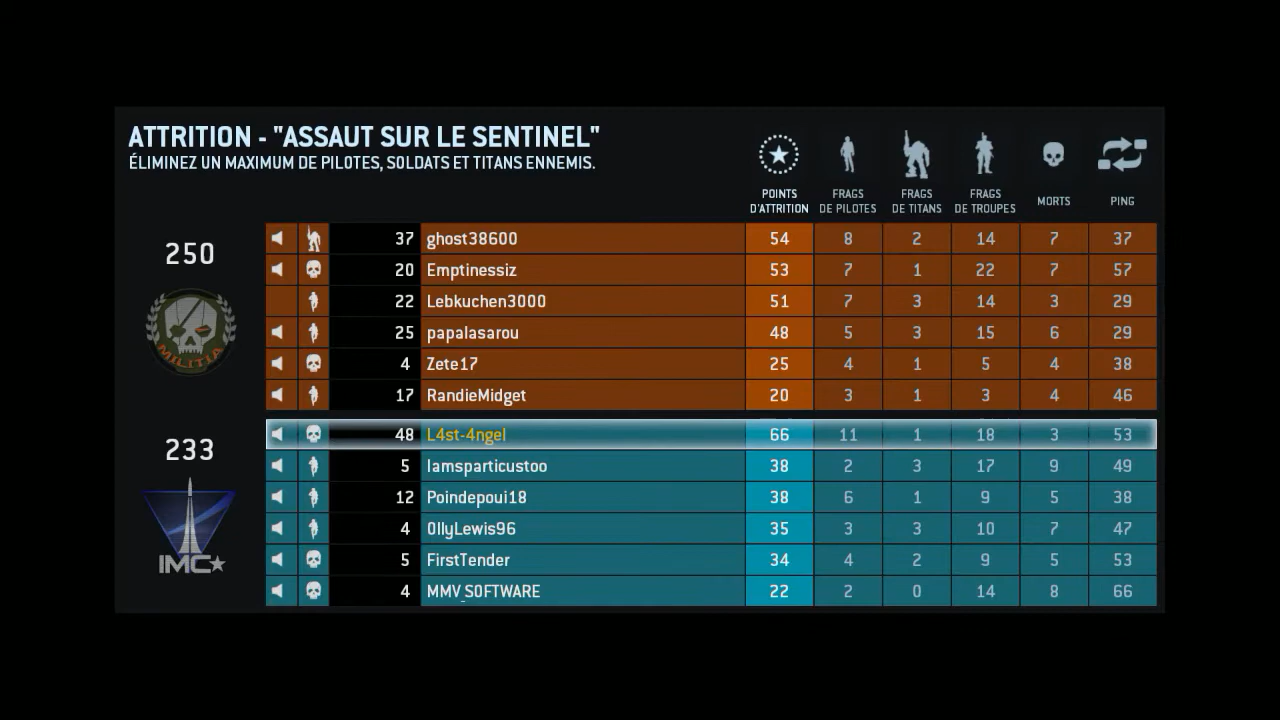 ATTRITION - "ASSAUT SUR LE SENTINEL"
ÉLIMINEZ UN MAXIMUM DE PILOTES, SOLDATS ET TITANS ENNEMIS.
POINTS D'ATTRITION FRAGS DE PILOTES FRAGS DE TITANS FRAGS DE TROUPES MORTS PING
250
MILITIA
37 ghost38600 54 8 2 14 7 37
20 Emptinessiz 53 7 1 22 7 57
22 Lebkuchen3000 51 7 3 14 3 29
25 papalasarou 48 5 3 15 6 29
4 Zete17 25 4 1 5 4 38
17 RandieMidget 20 3 1 3 4 46
233
IMC
48 L4st-4ngel 66 11 1 18 3 53
5 Iamsparticustoo 38 2 3 17 9 49
12 Poindepoui18 38 6 1 9 5 38
4 OllyLewis96 35 3 3 10 7 47
5 FirstTender 34 4 2 9 5 53
4 MMV_SOFTWARE 22 2 0 14 8 66